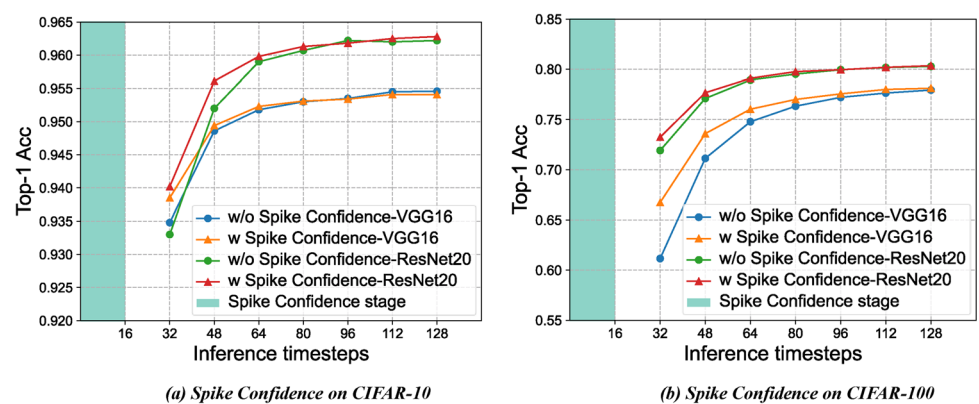 0.965
0.960
0.955
0.950
0.945
0.940
0.935
0.930
0.925
0.920
Top-1 Acc
w/o Spike Confidence-VGG16
w Spike Confidence-VGG16
w/o Spike Confidence-ResNet20
w Spike Confidence-ResNet20
Spike Confidence stage
16 32 48 64 80 96 112 128
Inference timesteps
(a) Spike Confidence on CIFAR-10
0.85
0.80
0.75
0.70
0.65
0.60
0.55
Top-1 Acc
w/o Spike Confidence-VGG16
w Spike Confidence-VGG16
w/o Spike Confidence-ResNet20
w Spike Confidence-ResNet20
Spike Confidence stage
16 32 48 64 80 96 112 128
Inference timesteps
(b) Spike Confidence on CIFAR-100